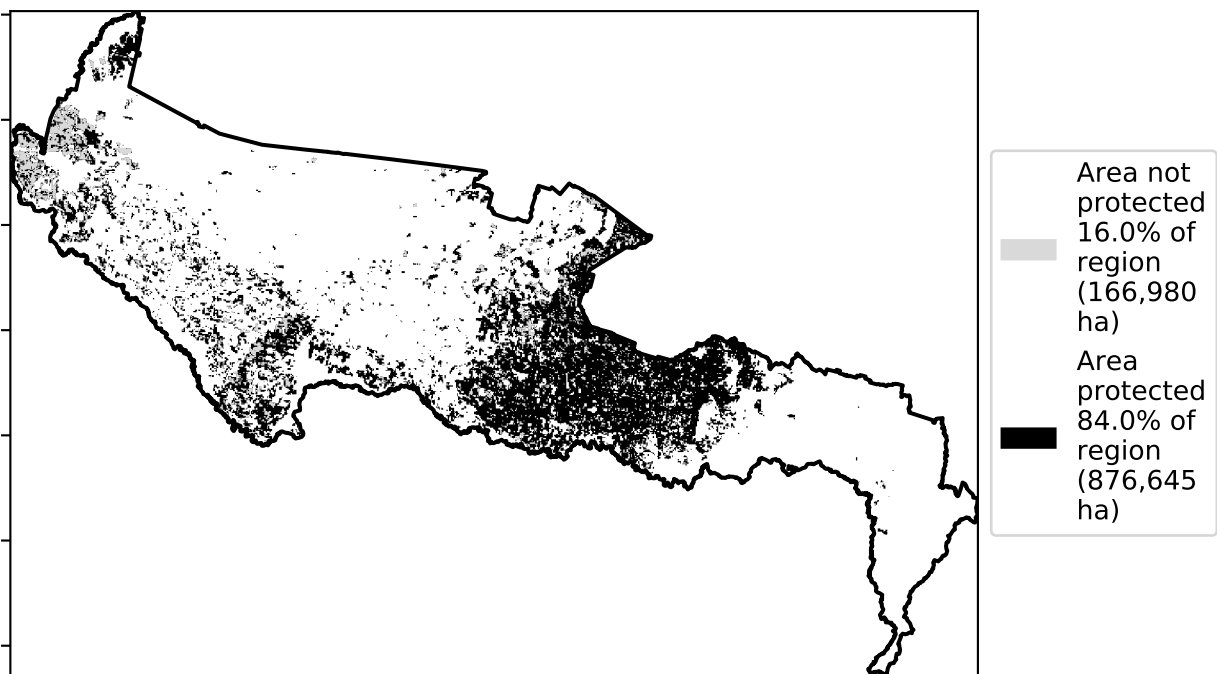 Area not
protected
16.0% of
region
(166,980
ha)
Area
protected
84.0% of
region
(876,645
ha)